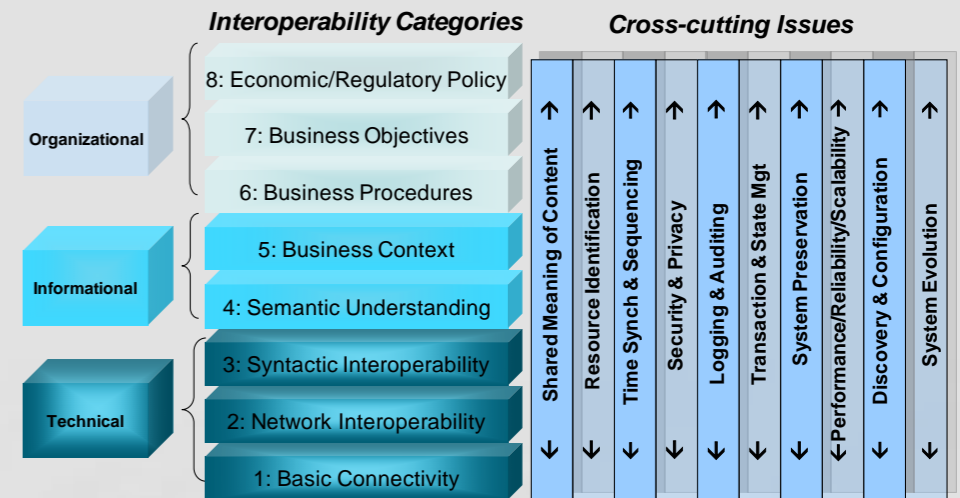 Interoperability Categories
Cross-cutting Issues
Organizational
8: Economic/Regulatory Policy
7: Business Objectives
6: Business Procedures
Informational
5: Business Context
4: Semantic Understanding
Technical
3: Syntactic Interoperability
2: Network Interoperability
1: Basic Connectivity
Shared Meaning of Content
Resource Identification
Time Synch & Sequencing
Security & Privacy
Logging & Auditing
Transaction & State Mgt
System Preservation
Performance/Reliability/Scalability
Discovery & Configuration
System Evolution